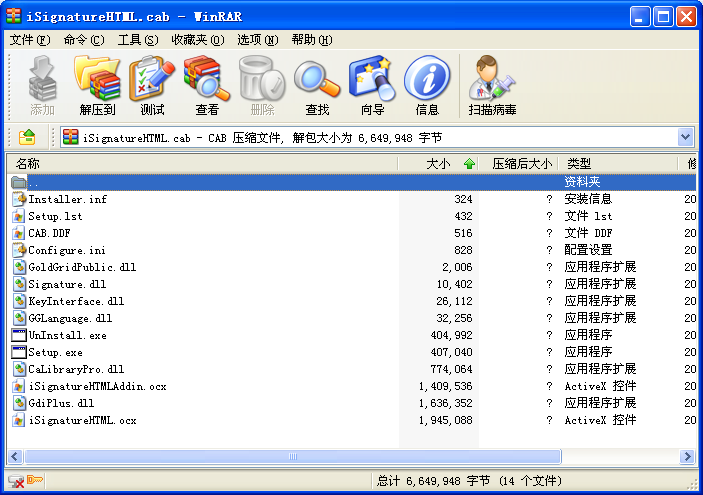 iSignatureHTML.cab - WinRAR
文件(F) 命令(C) 工具(S) 收藏夹(O) 选项(N) 帮助(H)
添加 解压到 测试 查看 删除 查找 向导 信息 扫描病毒
iSignatureHTML.cab - CAB 压缩文件, 解包大小为 6,649,948 字节
名称 大小 压缩后大小 类型 修
.. 资料夹
Installer.inf 324 ? 安装信息 20
Setup.lst 432 ? 文件 lst 20
CAB.DDF 516 ? 文件 DDF 20
Configure.ini 828 ? 配置设置 20
GoldGridPublic.dll 2,006 ? 应用程序扩展 20
Signature.dll 10,402 ? 应用程序扩展 20
KeyInterface.dll 26,112 ? 应用程序扩展 20
GGLanguage.dll 32,256 ? 应用程序扩展 20
UnInstall.exe 404,992 ? 应用程序 20
Setup.exe 407,040 ? 应用程序 20
CaLibraryPro.dll 774,064 ? 应用程序扩展 20
iSignatureHTMLAddin.ocx 1,409,536 ? ActiveX 控件 20
GdiPlus.dll 1,636,352 ? 应用程序扩展 20
iSignatureHTML.ocx 1,945,088 ? ActiveX 控件 20
总计 6,649,948 字节 (14 个文件)